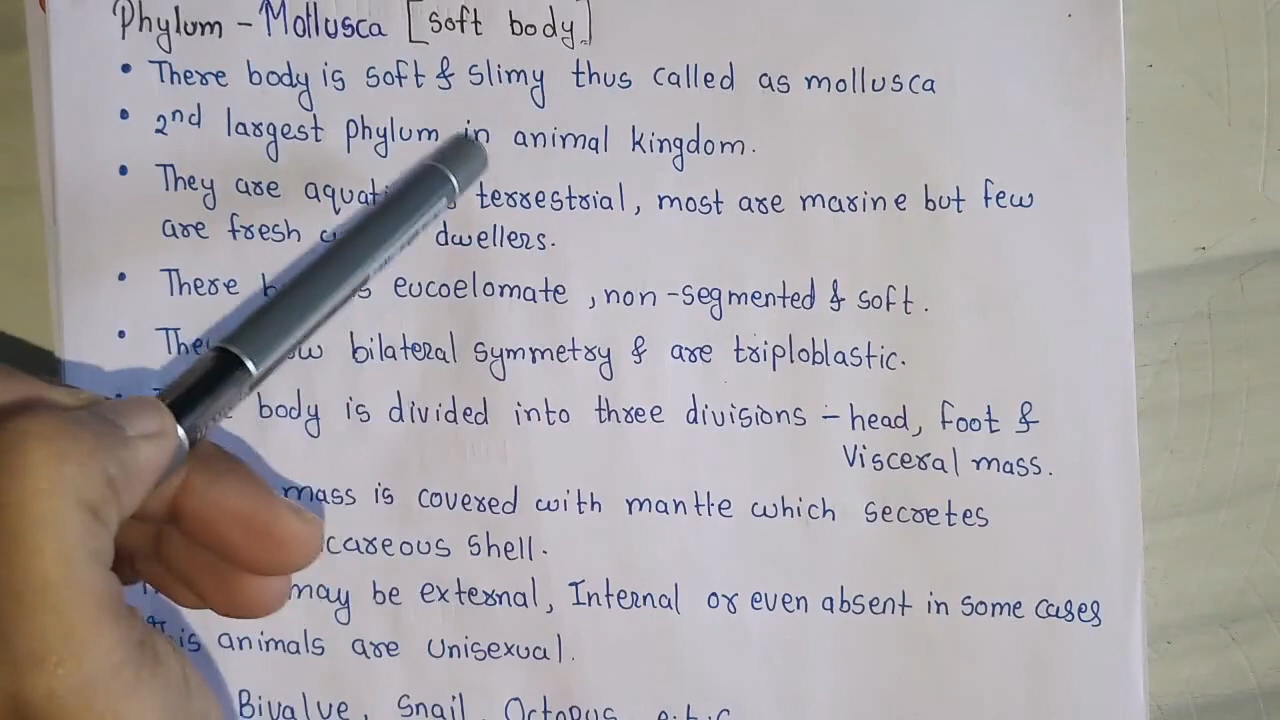 Phylum - Mollusca [soft body]
• There body is soft & slimy thus called as mollusca
• 2nd largest phylum in animal kingdom.
• They are terrestrial, most are marine but few
are fresh dwellers.
• There eucoelomate, non-segmented & soft.
• bilateral symmetry & are triploblastic.
body is divided into three divisions - head, foot &
Visceral mass.
mass is covered with mantle which secretes
shell.
may be external, Internal or even absent in some cases
animals are unisexual.
Bivalve, Snail, Octopus, etc